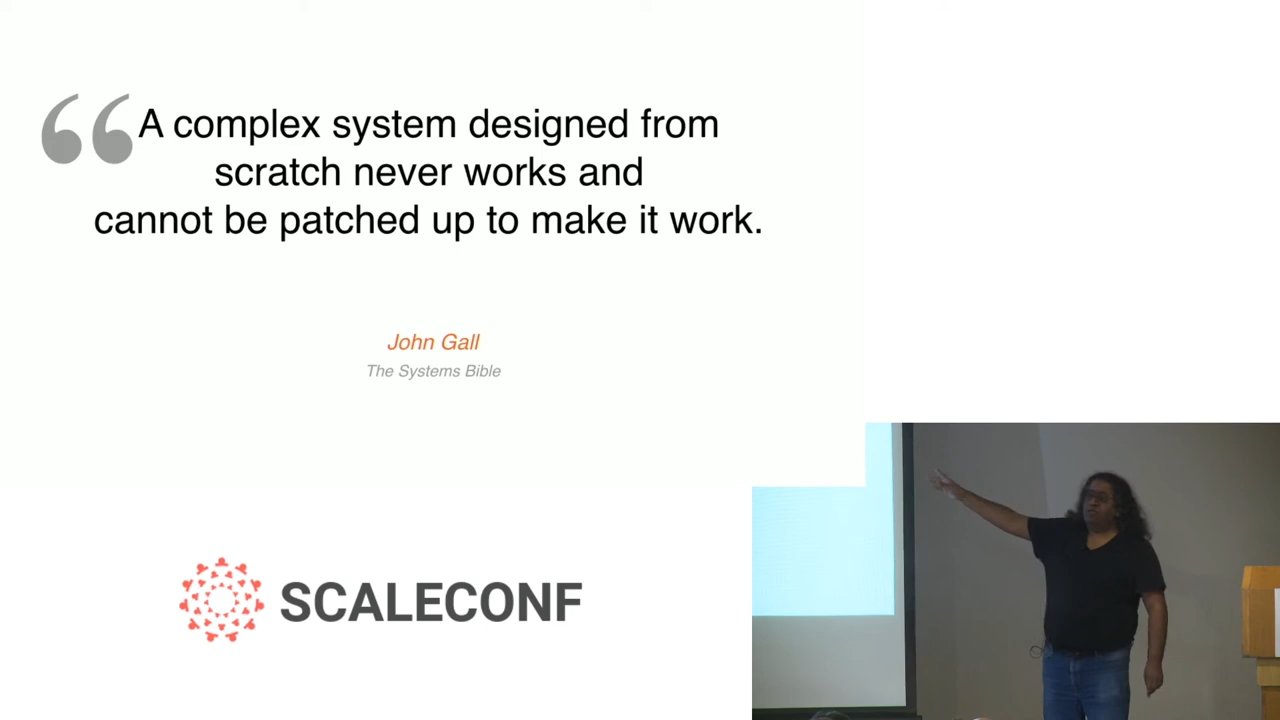 A complex system designed from
scratch never works and
cannot be patched up to make it work.
John Gall
The Systems Bible
SCALECONF